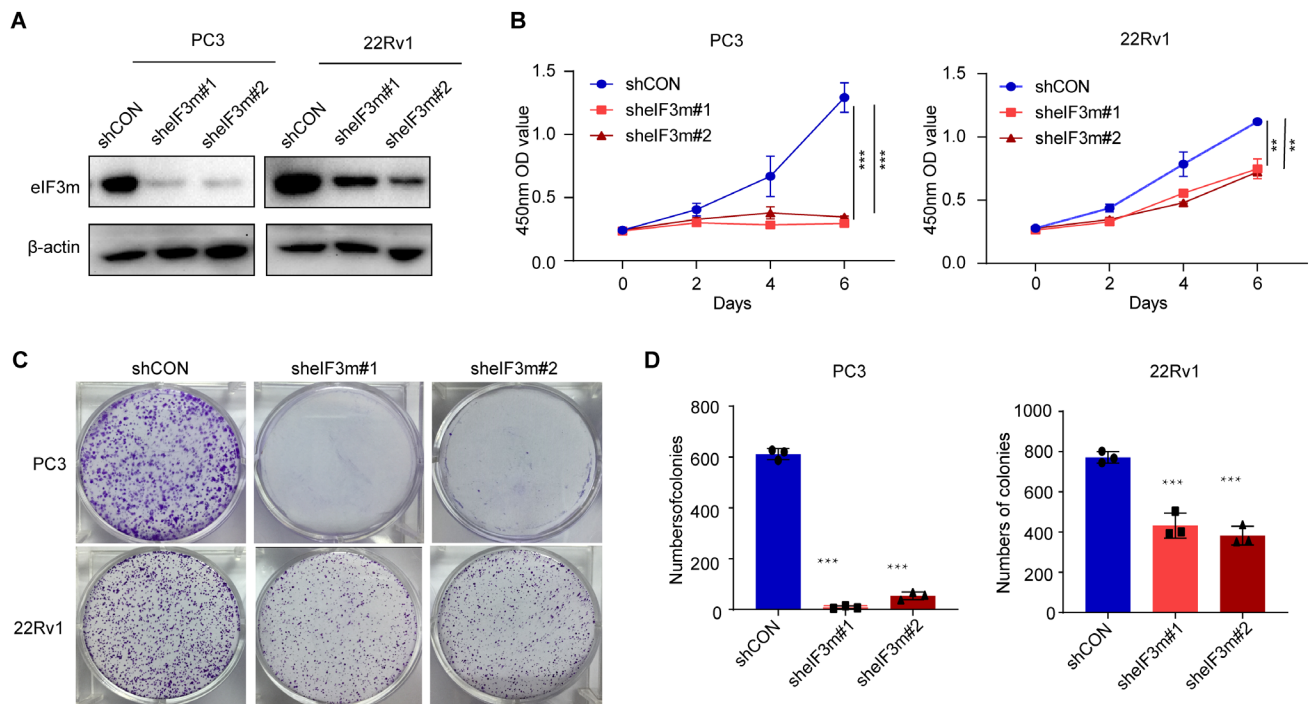 A
PC3
22Rv1
shCON
sheIF3m#1
sheIF3m#2
shCON
sheIF3m#1
sheIF3m#2
eIF3m
β-actin
B
PC3
1.5
1.0
0.5
0.0
450nm OD value
shCON
sheIF3m#1
sheIF3m#2
***
***
0 2 4 6
Days
22Rv1
1.5
1.0
0.5
0.0
450nm OD value
shCON
sheIF3m#1
sheIF3m#2
**
**
0 2 4 6
Days
C
shCON sheIF3m#1 sheIF3m#2
PC3
22Rv1
D
PC3
800
600
400
200
0
Numbersofcolonies
***
***
shCON
sheIF3m#1
sheIF3m#2
22Rv1
1000
800
600
400
200
0
Numbers of colonies
***
***
shCON
sheIF3m#1
sheIF3m#2